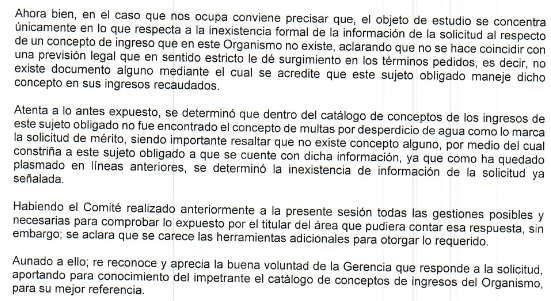 Ahora bien, en el caso que nos ocupa conviene precisar que, el objeto de estudio se concentra
únicamente en lo que respecta a la inexistencia formal de la información de la solicitud al respecto
de un concepto de ingreso que en este Organismo no existe, aclarando que no se hace coincidir con
una previsión legal que en sentido estricto le dé surgimiento en los términos pedidos, es decir, no
existe documento alguno mediante el cual se acredite que este sujeto obligado maneje dicho
concepto en sus ingresos recaudados.
Atenta a lo antes expuesto, se determinó que dentro del catálogo de conceptos de los ingresos de
este sujeto obligado no fue encontrado el concepto de multas por desperdicio de agua como lo marca
la solicitud de mérito, siendo importante resaltar que no existe concepto alguno, por medio del cual
constriña a este sujeto obligado a que se cuente con dicha información, ya que como ha quedado
plasmado en líneas anteriores, se determinó la inexistencia de información de la solicitud ya
señalada.
Habiendo el Comité realizado anteriormente a la presente sesión todas las gestiones posibles y
necesarias para comprobar lo expuesto por el titular del área que pudiera contar esa respuesta, sin
embargo; se aclara que se carece las herramientas adicionales para otorgar lo requerido.
Aunado a ello; re reconoce y aprecia la buena voluntad de la Gerencia que responde a la solicitud,
aportando para conocimiento del impetrante el catálogo de conceptos de ingresos del Organismo,
para su mejor referencia.